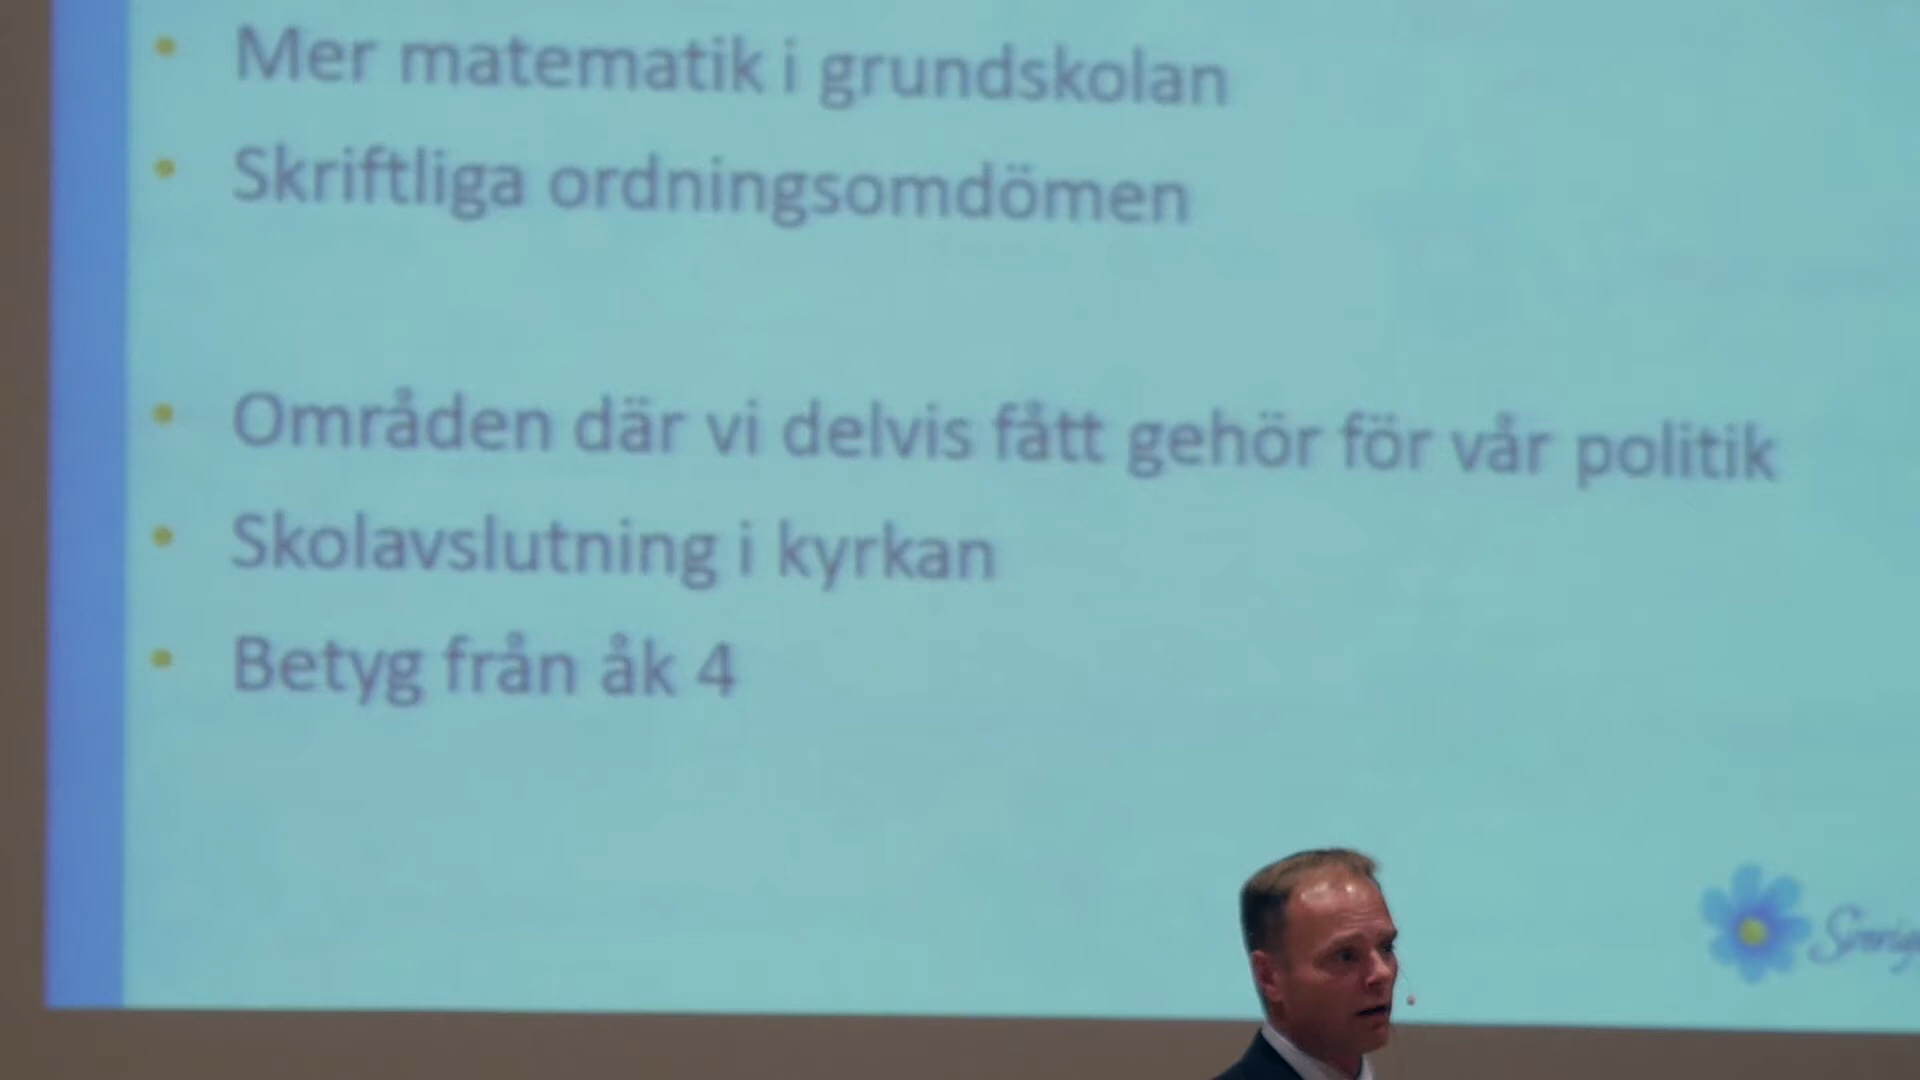 Mer matematik i grundskolan
Skriftliga ordningsomdömen
Områden där vi delvis fått gehör för vår politik
Skolavslutning i kyrkan
Betyg från åk 4